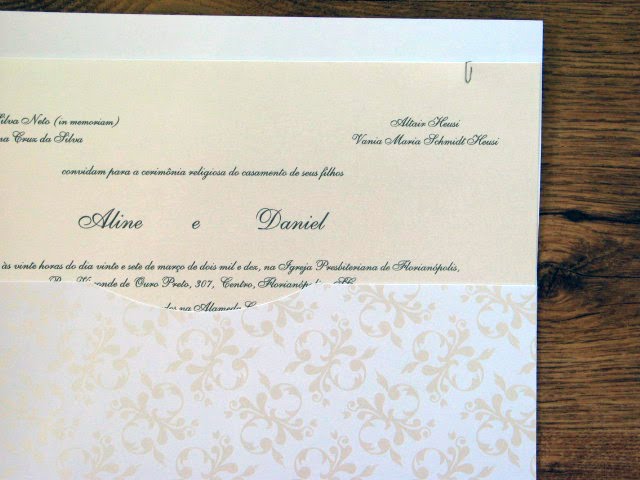 Silva Neto (in memoriam)
Cruz da Silva
Altair Heusi
Vania Maria Schmidt Heusi
convidam para a cerimônia religiosa do casamento de seus filhos
Aline e Daniel
às vinte horas do dia vinte e sete de março de dois mil e dez, na Igreja Presbiteriana de Florianópolis,
de Ouro Preto, 307, Centro, Florianópolis
na Alameda